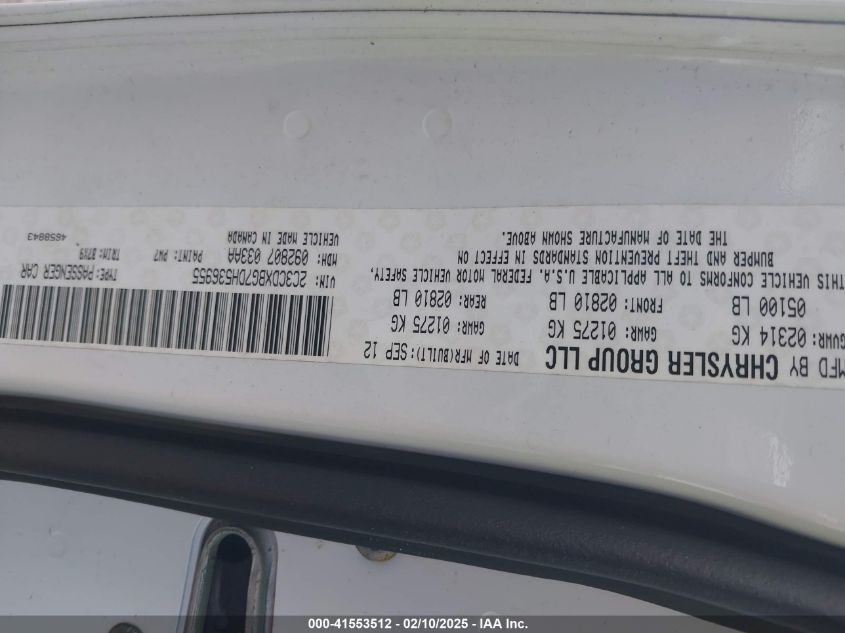 MFD BY CHRYSLER GROUP LLC DATE OF MFR(BUILT): SEP 12
GVWR: 02314 KG GAWR: 01275 KG GAWR: 01275 KG
05100 LB FRONT: 02810 LB REAR: 02810 LB
THIS VEHICLE CONFORMS TO ALL APPLICABLE U.S.A. FEDERAL MOTOR VEHICLE SAFETY,
BUMPER AND THEFT PREVENTION STANDARDS IN EFFECT ON
THE DATE OF MANUFACTURE SHOWN ABOVE.
VIN: 2C3CDXBG7DH536955 TYPE: PASSENGER CAR
MDH: 092807 033AA PAINT: PW7 TRIM: B7X9
VEHICLE MADE IN CANADA 4658843
000-41553512 - 02/10/2025 - IAA Inc.